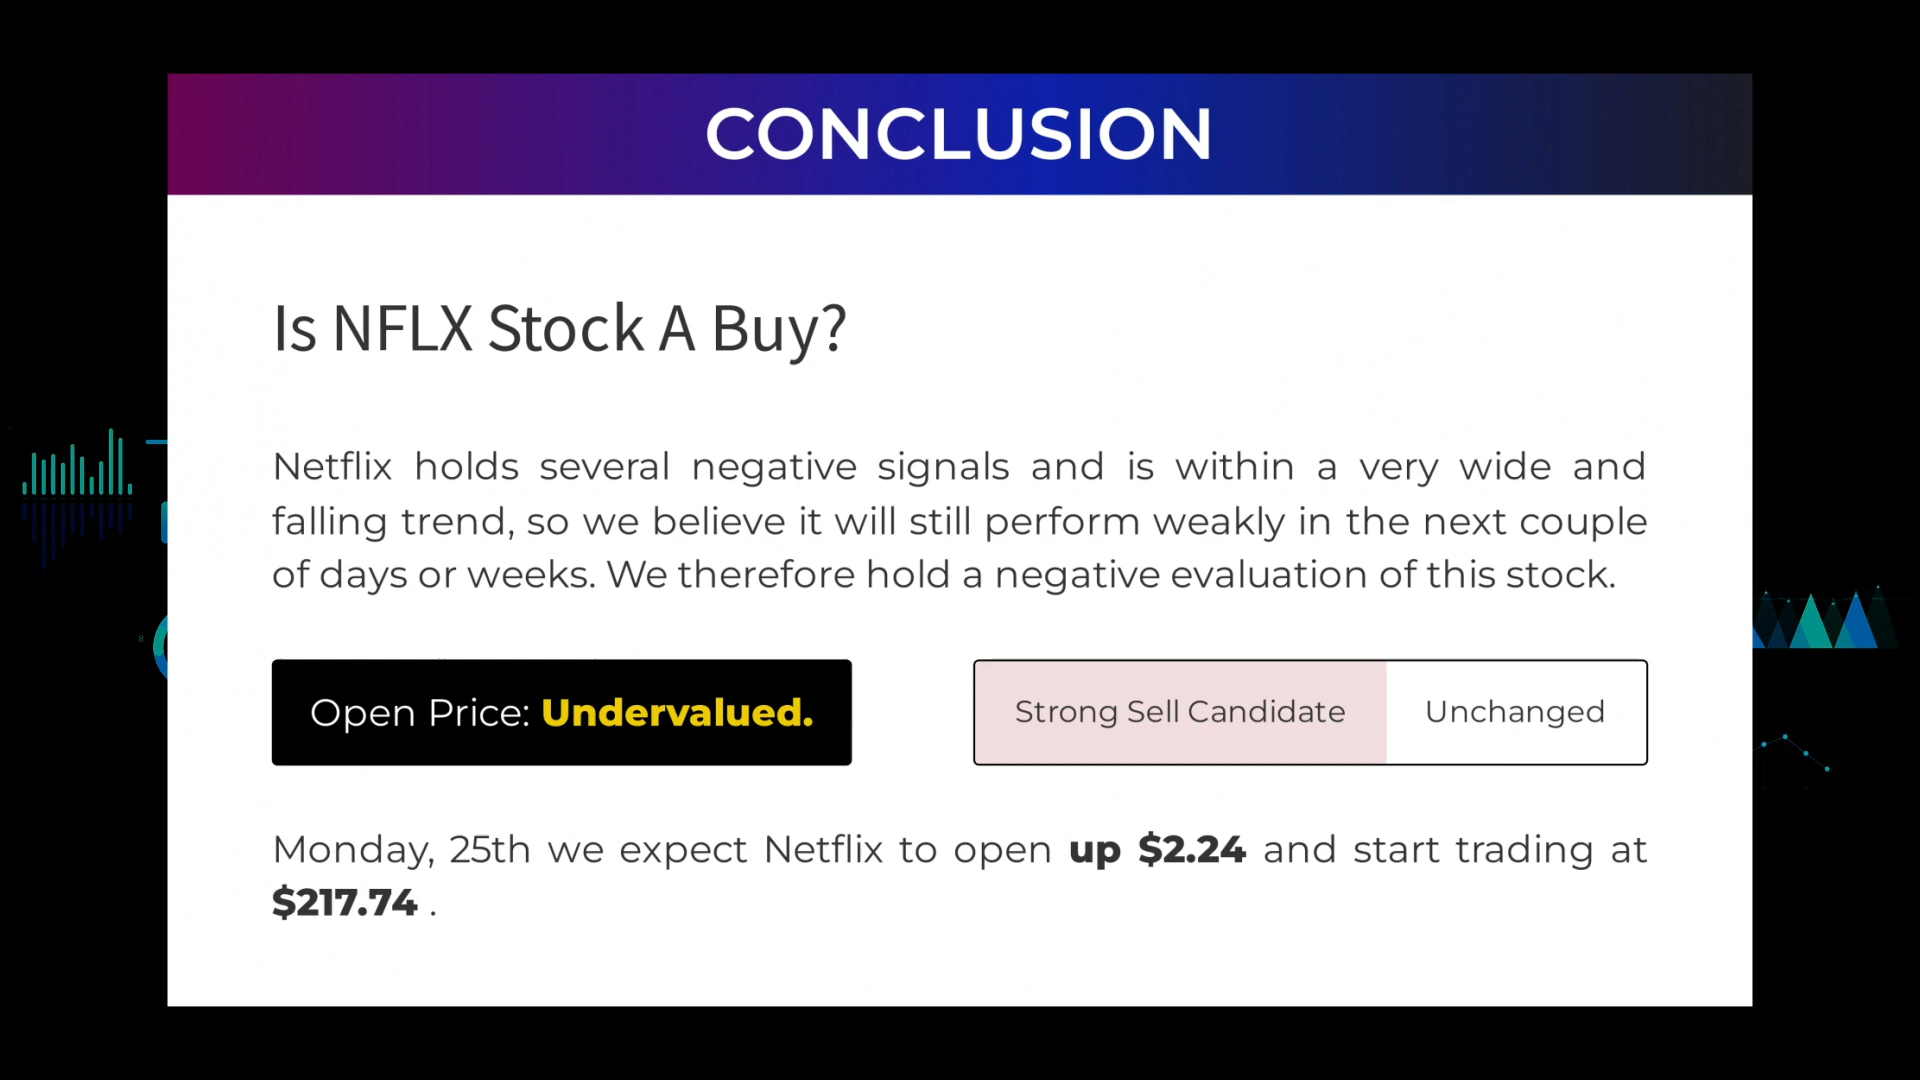 CONCLUSION
Is NFLX Stock A Buy?
Netflix holds several negative signals and is within a very wide and
falling trend, so we believe it will still perform weakly in the next couple
of days or weeks. We therefore hold a negative evaluation of this stock.
Open Price: Undervalued.
Strong Sell Candidate
Unchanged
Monday, 25th we expect Netflix to open up $2.24 and start trading at
$217.74 .